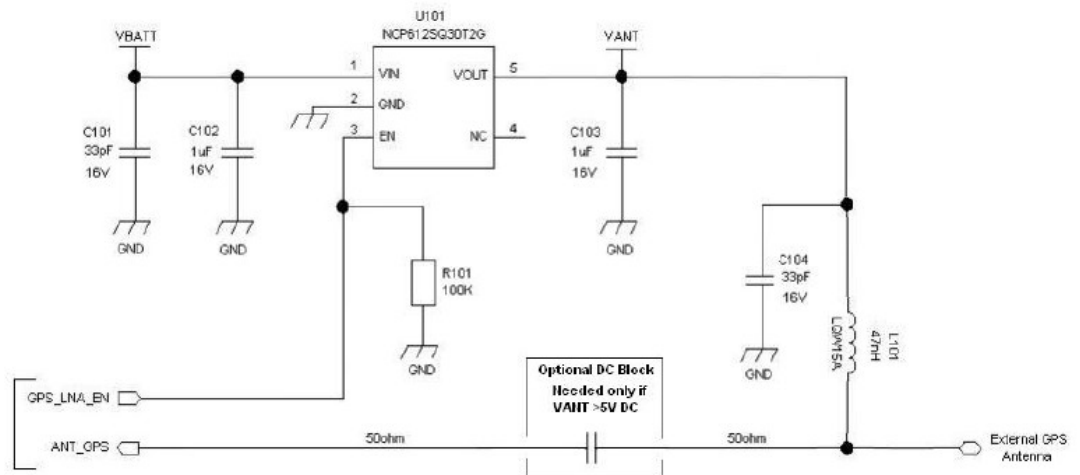 U101
NCP612SQ30T2G
VBATT
VANT
1
VIN
VOUT
5
2
GND
3
EN
NC
4
C101
33pF
16V
C102
1uF
16V
C103
1uF
16V
GND
GND
GND
R101
100K
GND
C104
33pF
16V
GND
L101
47nH
LQW15A
Optional DC Block
Needed only if
VANT >5V DC
GPS_LNA_EN
ANT_GPS
50ohm
50ohm
External GPS
Antenna